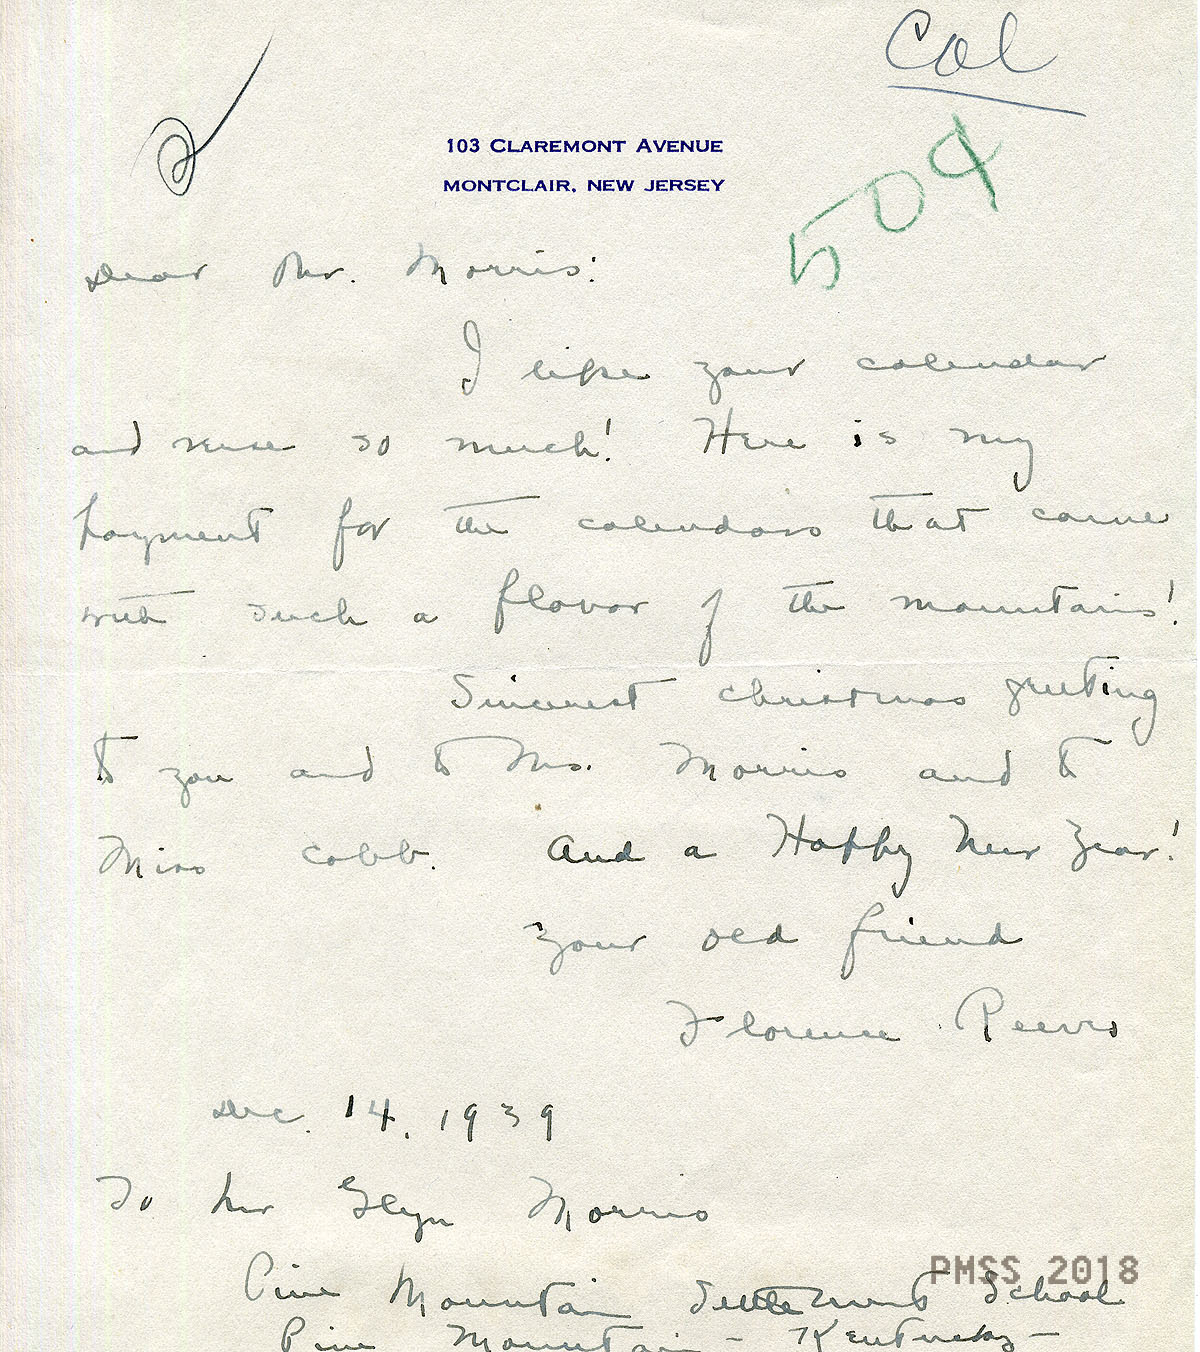 Cal
504
103 CLAREMONT AVENUE
MONTCLAIR, NEW JERSEY
Dear Mr. Morris:
I like your calendar
and verse so much! Here is my
payment for the calendars that came
with such a flavor of the mountains!
Sincerest Christmas greeting
to you and to Mrs. Morris and to
Miss Cobb. And a Happy New Year!
Your old friend
Florence Reeves
Dec. 14, 1939
To Mr Glyn Morris
Pine Mountain Settlement School
Pine Mountain - Kentucky -
PMSS 2018